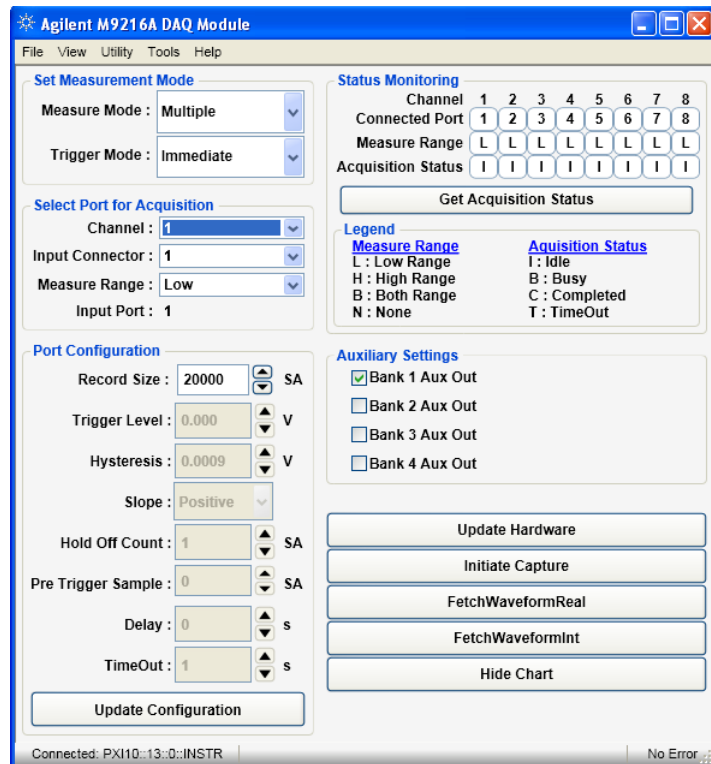 Agilent M9216A DAQ Module
File View Utility Tools Help
Set Measurement Mode
Measure Mode : Multiple
Trigger Mode : Immediate
Select Port for Acquisition
Channel : 1
Input Connector : 1
Measure Range : Low
Input Port : 1
Port Configuration
Record Size : 20000 SA
Trigger Level : 0.000 V
Hysteresis : 0.0009 V
Slope : Positive
Hold Off Count : 1 SA
Pre Trigger Sample : 0 SA
Delay : 0 s
TimeOut : 1 s
Update Configuration
Status Monitoring
Channel 1 2 3 4 5 6 7 8
Connected Port 1 2 3 4 5 6 7 8
Measure Range L L L L L L L L
Acquisition Status I I I I I I I I
Get Acquisition Status
Legend
Measure Range Aquisition Status
L : Low Range I : Idle
H : High Range B : Busy
B : Both Range C : Completed
N : None T : TimeOut
Auxiliary Settings
Bank 1 Aux Out
Bank 2 Aux Out
Bank 3 Aux Out
Bank 4 Aux Out
Update Hardware
Initiate Capture
FetchWaveformReal
FetchWaveformInt
Hide Chart
Connected: PXI10::13::0::INSTR No Error